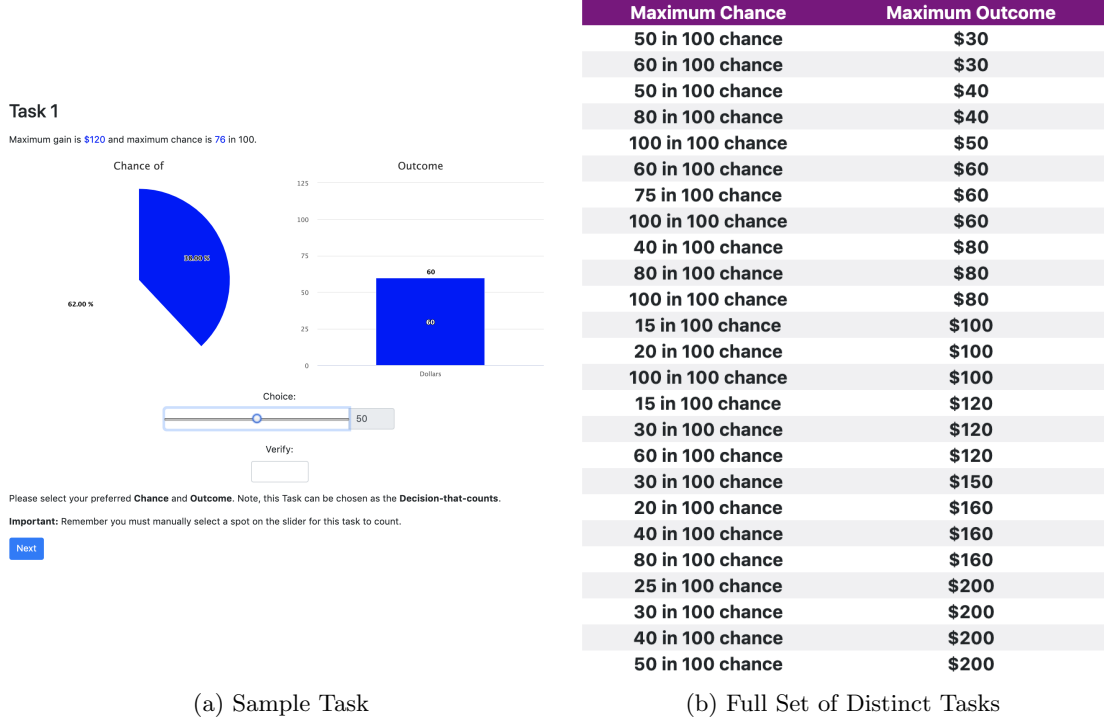 Task 1
Maximum gain is $120 and maximum chance is 76 in 100.
Chance of
38.00 %
62.00 %
Outcome
125
100
75
50
25
0
60
60
Dollars
Choice:
50
Verify:
Please select your preferred Chance and Outcome. Note, this Task can be chosen as the Decision-that-counts.
Important: Remember you must manually select a spot on the slider for this task to count.
Next
(a) Sample Task
Maximum Chance Maximum Outcome
50 in 100 chance $30
60 in 100 chance $30
50 in 100 chance $40
80 in 100 chance $40
100 in 100 chance $50
60 in 100 chance $60
75 in 100 chance $60
100 in 100 chance $60
40 in 100 chance $80
80 in 100 chance $80
100 in 100 chance $80
15 in 100 chance $100
20 in 100 chance $100
100 in 100 chance $100
15 in 100 chance $120
30 in 100 chance $120
60 in 100 chance $120
30 in 100 chance $150
20 in 100 chance $160
40 in 100 chance $160
80 in 100 chance $160
25 in 100 chance $200
30 in 100 chance $200
40 in 100 chance $200
50 in 100 chance $200
(b) Full Set of Distinct Tasks